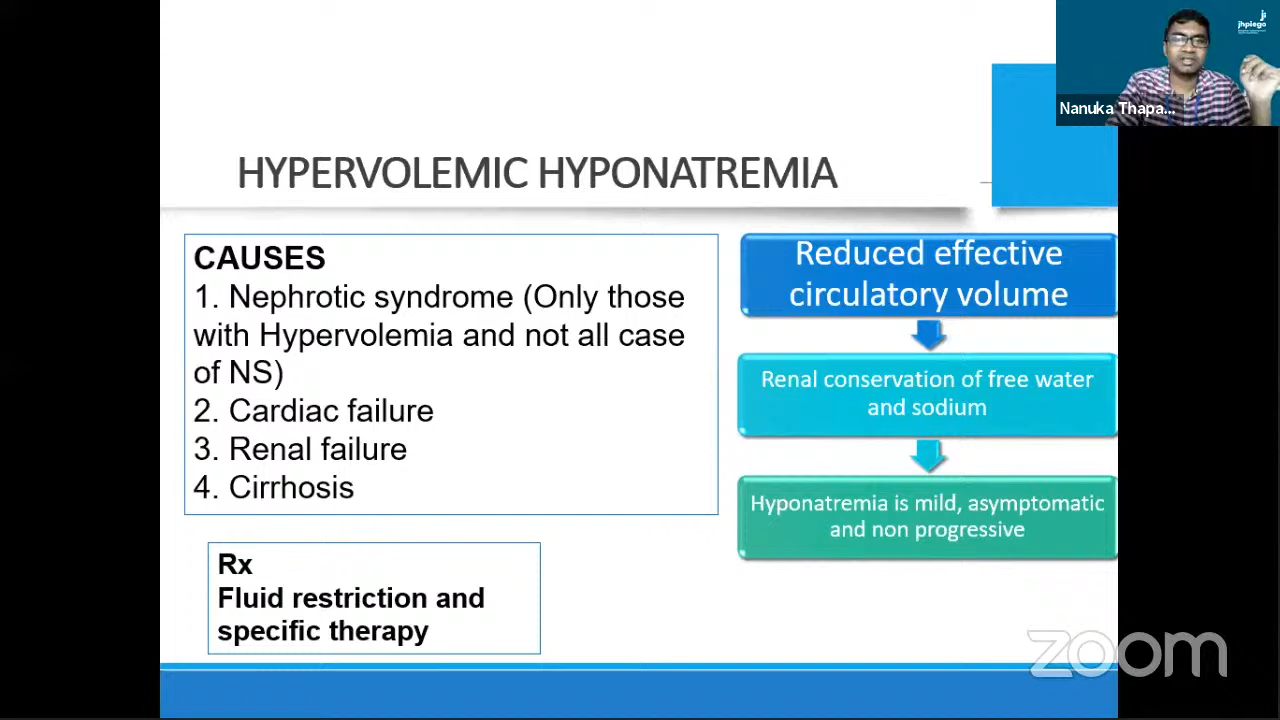 jhpiego
Nanuka Thapa...
HYPERVOLEMIC HYPONATREMIA
CAUSES
1. Nephrotic syndrome (Only those
with Hypervolemia and not all case
of NS)
2. Cardiac failure
3. Renal failure
4. Cirrhosis
Rx
Fluid restriction and
specific therapy
Reduced effective
circulatory volume
Renal conservation of free water
and sodium
Hyponatremia is mild, asymptomatic
and non progressive
zoom